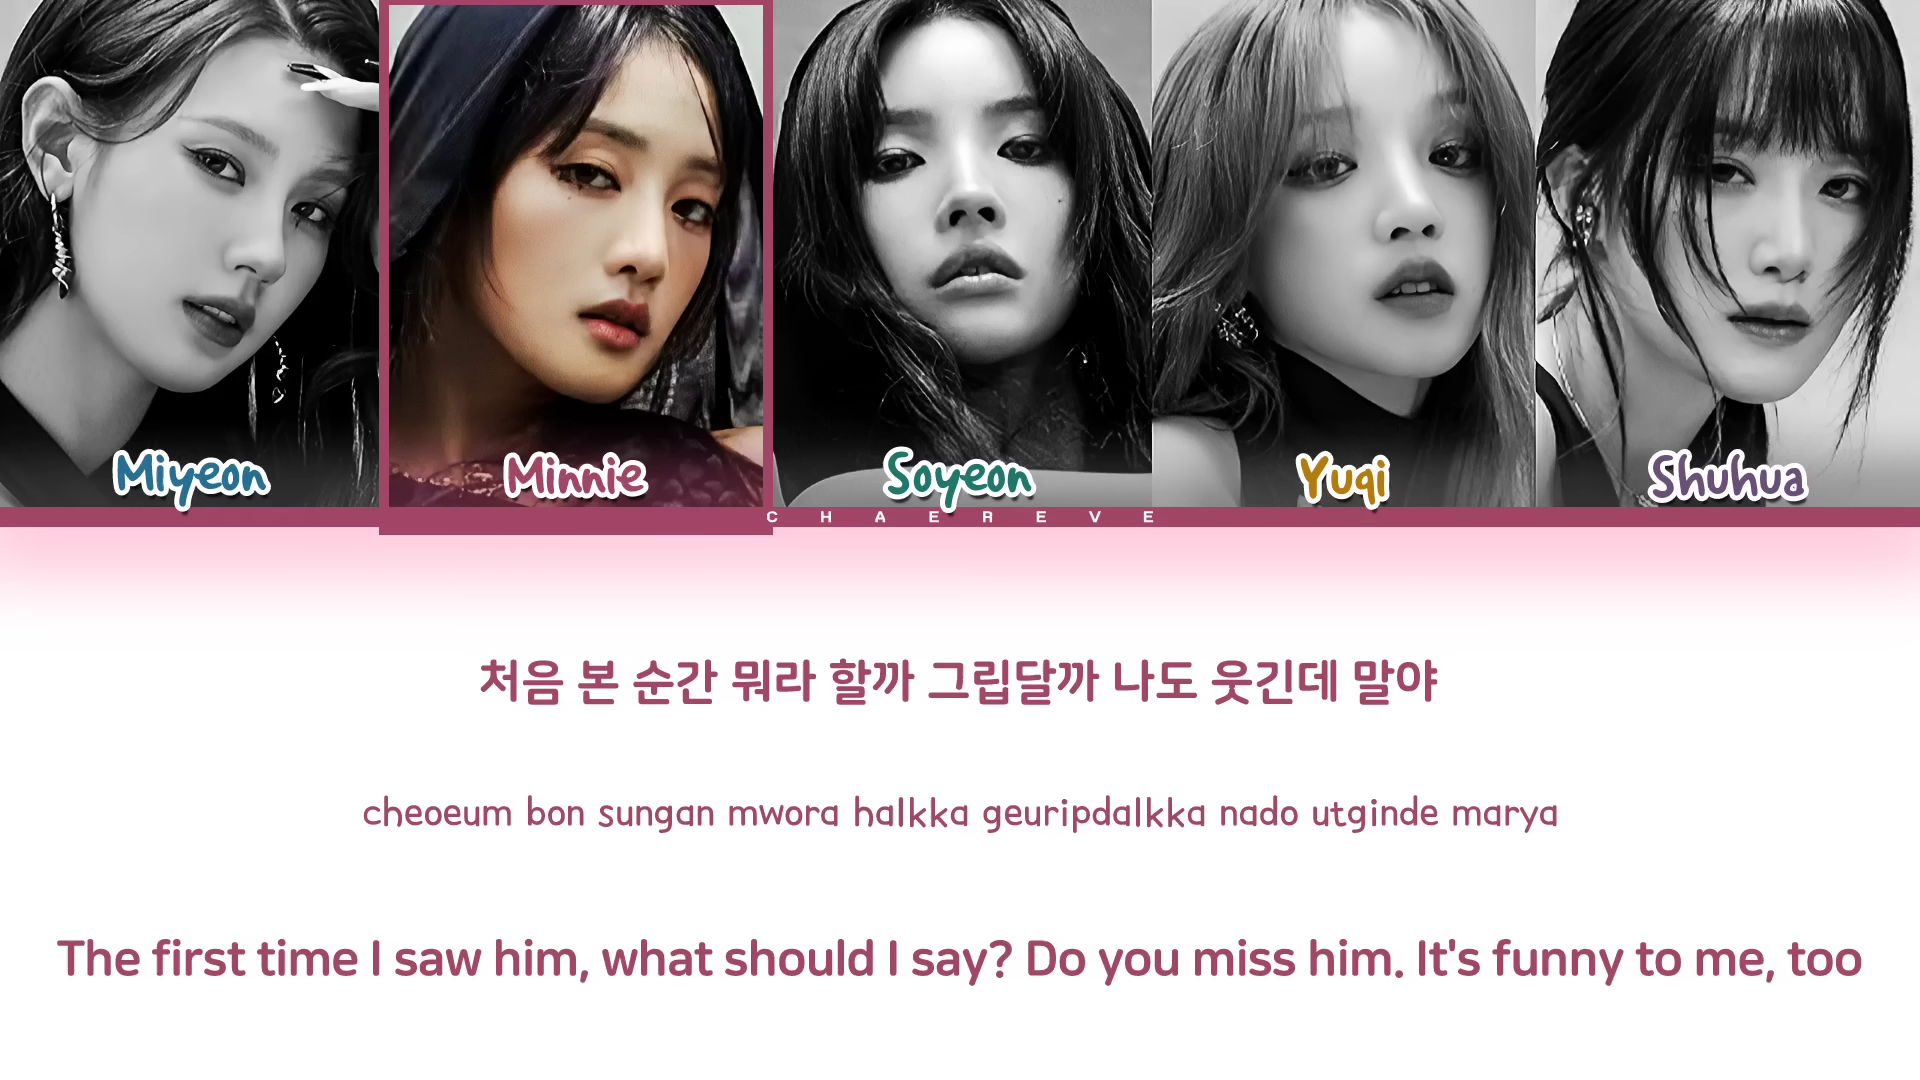 Miyeon
Minnie
Soyeon
Yuqi
Shuhua
CHAEREVE
처음 본 순간 뭐라 할까 그립달까 나도 웃긴데 말야
cheoeum bon sungan mwora halkka geuripdalkka nado utginde marya
The first time I saw him, what should I say? Do you miss him. It's funny to me, too